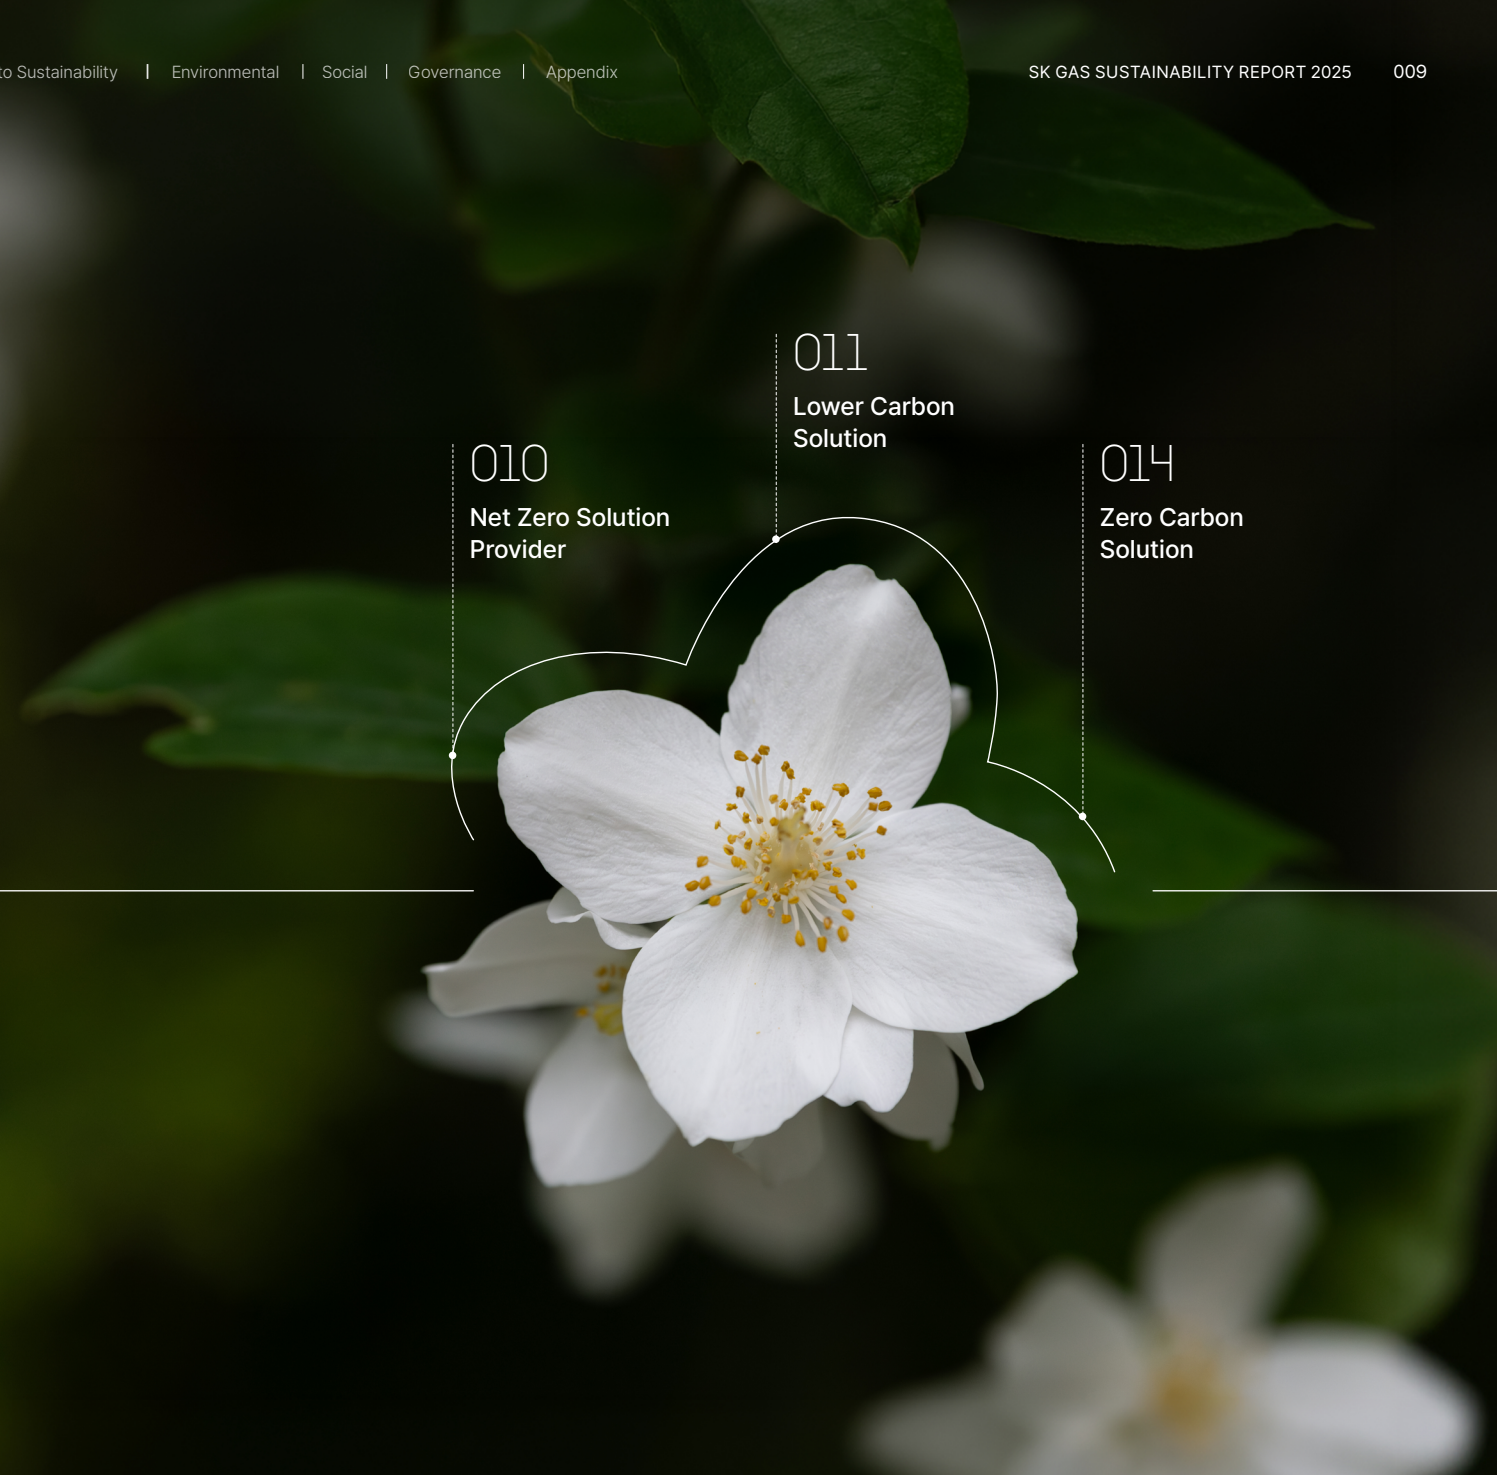 to Sustainability | Environmental | Social | Governance | Appendix
SK GAS SUSTAINABILITY REPORT 2025 009
011
Lower Carbon
Solution
010
Net Zero Solution
Provider
014
Zero Carbon
Solution